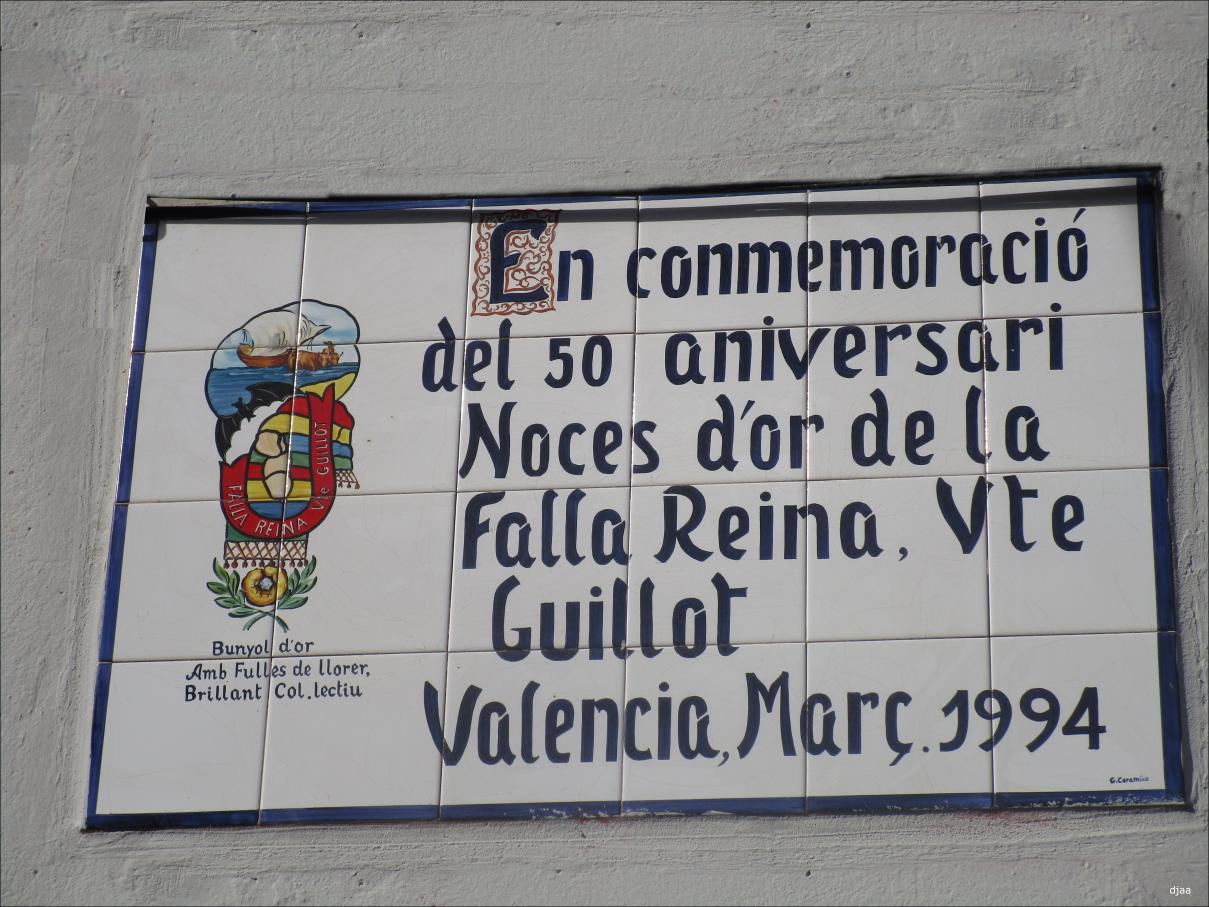 En conmemoració
del 50 aniversari
Noces d'or de la
Falla Reina, Vte
Guillot
Valencia, Març. 1994
FALLA REINA Vte GUILLOT
Bunyol d'or
Amb Fulles de llorer,
Brillant Col.lectiu
G.Ceramico
djaa